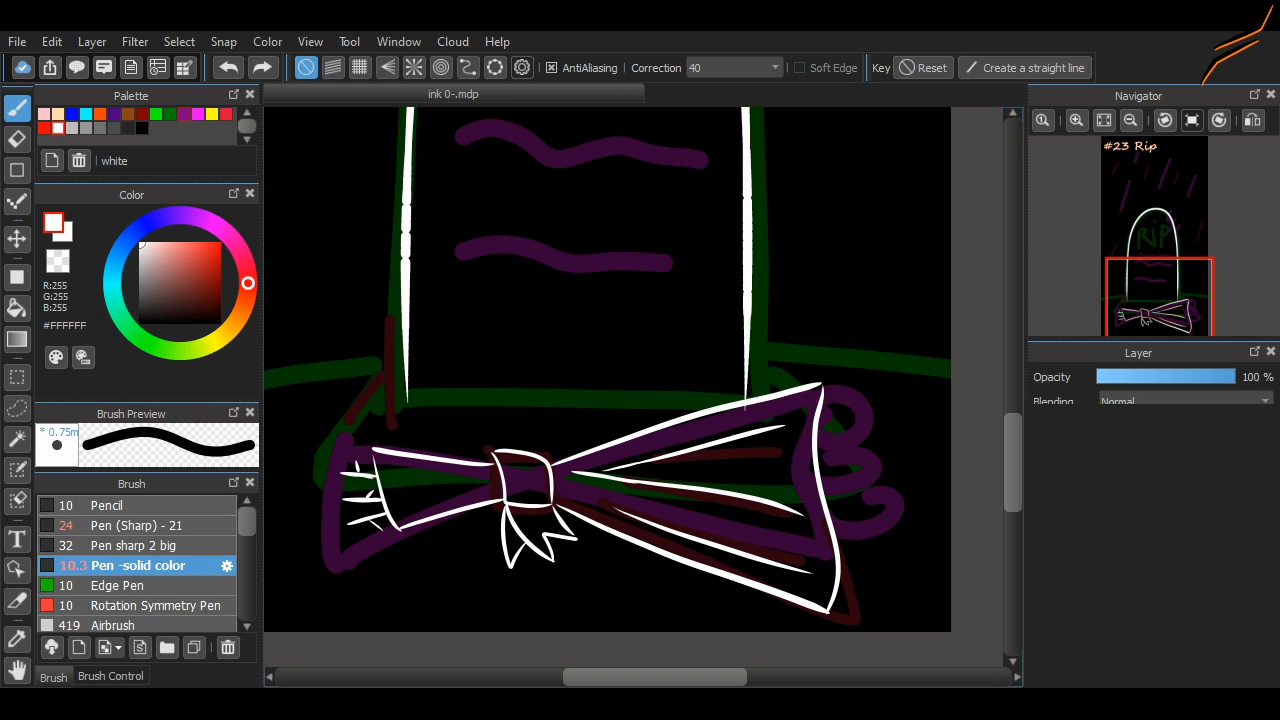 File Edit Layer Filter Select Snap Color View Tool Window Cloud Help
AntiAliasing Correction 40 Soft Edge Key Reset Create a straight line
Palette
ink 0-.mdp
Navigator
white
#23 Rip
RIP
Color
R:255
G:255
B:255
#FFFFFF
Layer
Opacity 100 %
Blending Normal
Brush Preview
* 0.75m
Brush
10 Pencil
24 Pen (Sharp) - 21
32 Pen sharp 2 big
10.3 Pen -solid color
10 Edge Pen
10 Rotation Symmetry Pen
419 Airbrush
Brush Brush Control